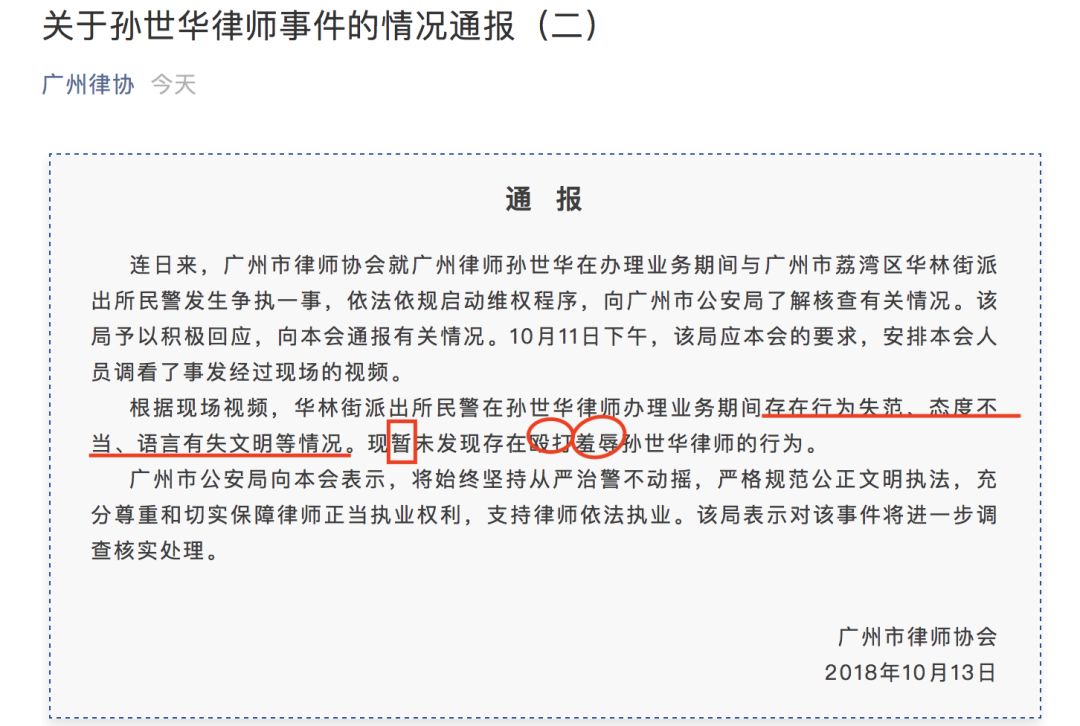 关于孙世华律师事件的情况通报（二）
广州律协 今天
通 报
连日来，广州市律师协会就广州律师孙世华在办理业务期间与广州市荔湾区华林街派
出所民警发生争执一事，依法依规启动维权程序，向广州市公安局了解核查有关情况。该
局予以积极回应，向本会通报有关情况。10月11日下午，该局应本会的要求，安排本会人
员调看了事发经过现场的视频。
根据现场视频，华林街派出所民警在孙世华律师办理业务期间存在行为失范、态度不
当、语言有失文明等情况。现暂未发现存在殴打羞辱孙世华律师的行为。
广州市公安局向本会表示，将始终坚持从严治警不动摇，严格规范公正文明执法，充
分尊重和切实保障律师正当执业权利，支持律师依法执业。该局表示对该事件将进一步调
查核实处理。
广州市律师协会
2018年10月13日